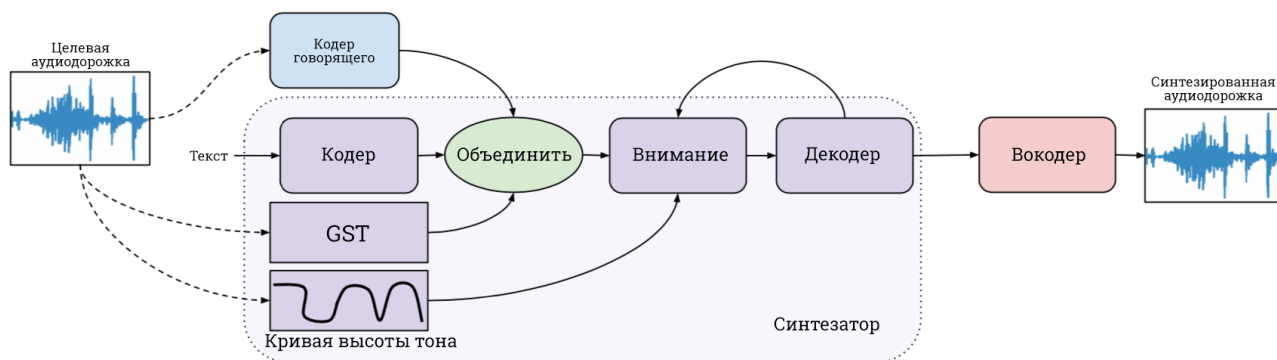 Целевая
аудиодорожка
Кодер
говорящего
Синтезированная
аудиодорожка
Текст
Кодер
Объединить
Внимание
Декодер
Вокодер
GST
Кривая высоты тона
Синтезатор